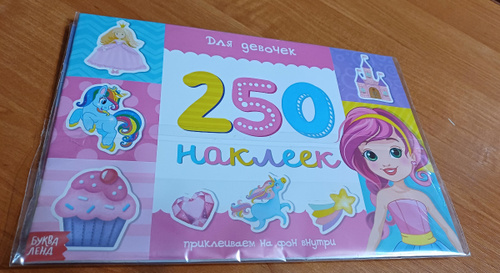 Для девочек
250
наклеек
приклеиваем на фон внутри
БУКВА
ЛЕНД